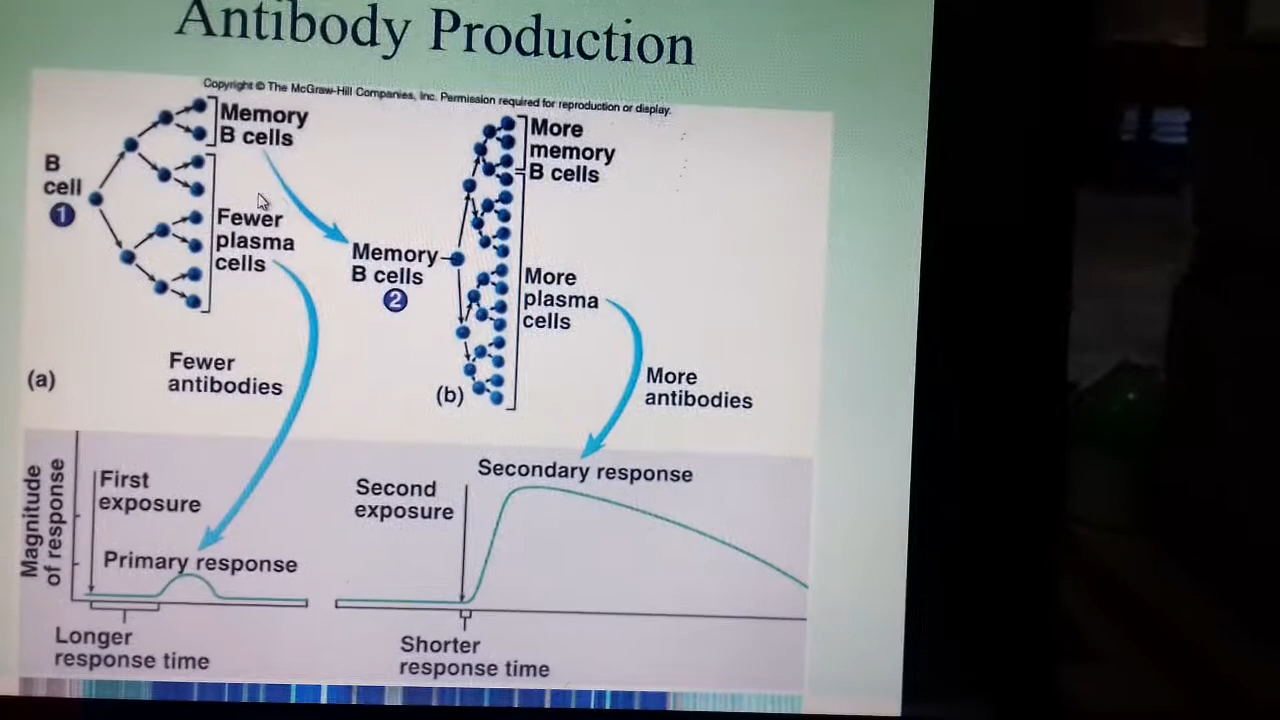 Antibody Production
Copyright © The McGraw-Hill Companies, Inc. Permission required for reproduction or display.
B
cell
1
Memory
B cells
Fewer
plasma
cells
Fewer
antibodies
(a)
Memory
B cells
2
More
memory
B cells
More
plasma
cells
More
antibodies
(b)
Magnitude
of response
First
exposure
Primary response
Longer
response time
Second
exposure
Secondary response
Shorter
response time